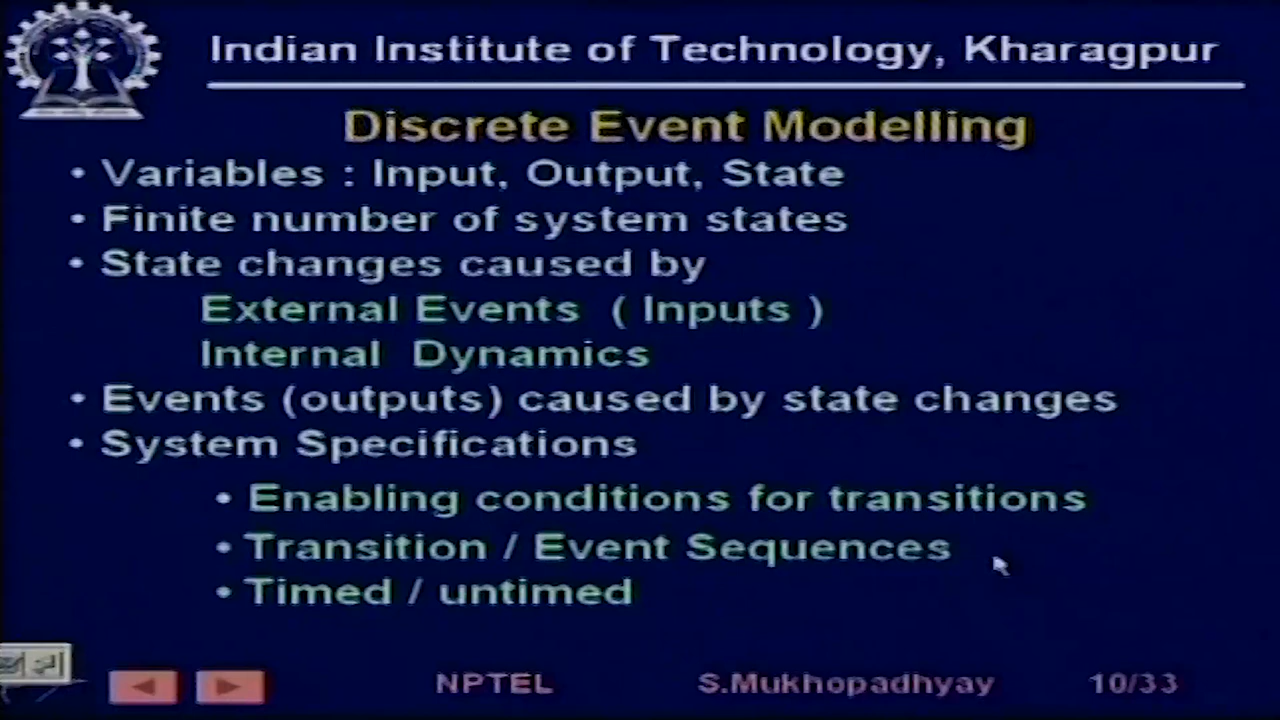 Indian Institute of Technology, Kharagpur
Discrete Event Modelling
• Variables : Input, Output, State
• Finite number of system states
• State changes caused by
External Events ( Inputs )
Internal Dynamics
• Events (outputs) caused by state changes
• System Specifications
• Enabling conditions for transitions
• Transition / Event Sequences
• Timed / untimed
NPTEL S.Mukhopadhyay 10/33